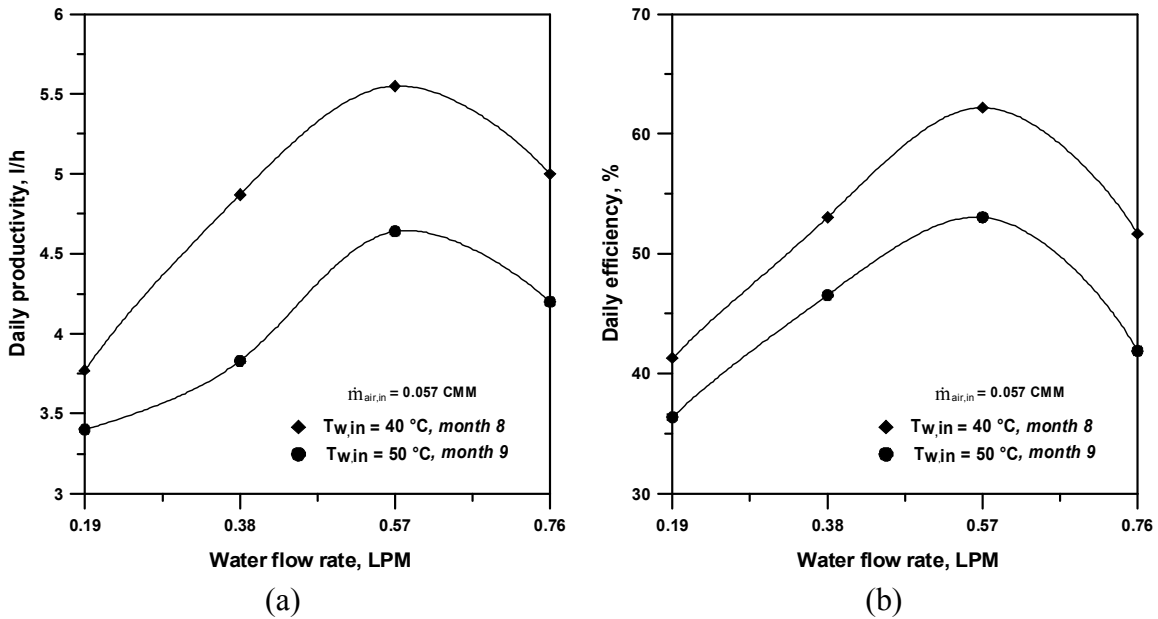 6
5.5
5
4.5
4
3.5
3
Daily productivity, l/h
ṁair,in = 0.057 CMM
Tw,in = 40 °C, month 8
Tw,in = 50 °C, month 9
0.19 0.38 0.57 0.76
Water flow rate, LPM
(a)
70
60
50
40
30
Daily efficiency, %
ṁair,in = 0.057 CMM
Tw,in = 40 °C, month 8
Tw,in = 50 °C, month 9
0.19 0.38 0.57 0.76
Water flow rate, LPM
(b)